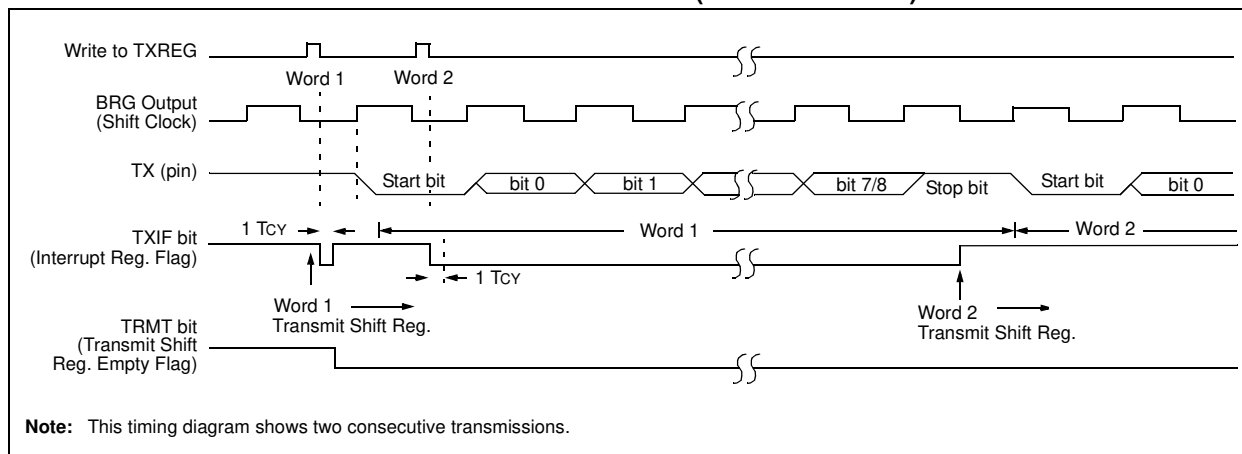 Write to TXREG
Word 1
Word 2
BRG Output
(Shift Clock)
TX (pin)
Start bit
bit 0
bit 1
bit 7/8
Stop bit
Start bit
bit 0
1 TCY
Word 1
Word 2
TXIF bit
(Interrupt Reg. Flag)
1 TCY
Word 1
Transmit Shift Reg.
Word 2
Transmit Shift Reg.
TRMT bit
(Transmit Shift
Reg. Empty Flag)
Note: This timing diagram shows two consecutive transmissions.